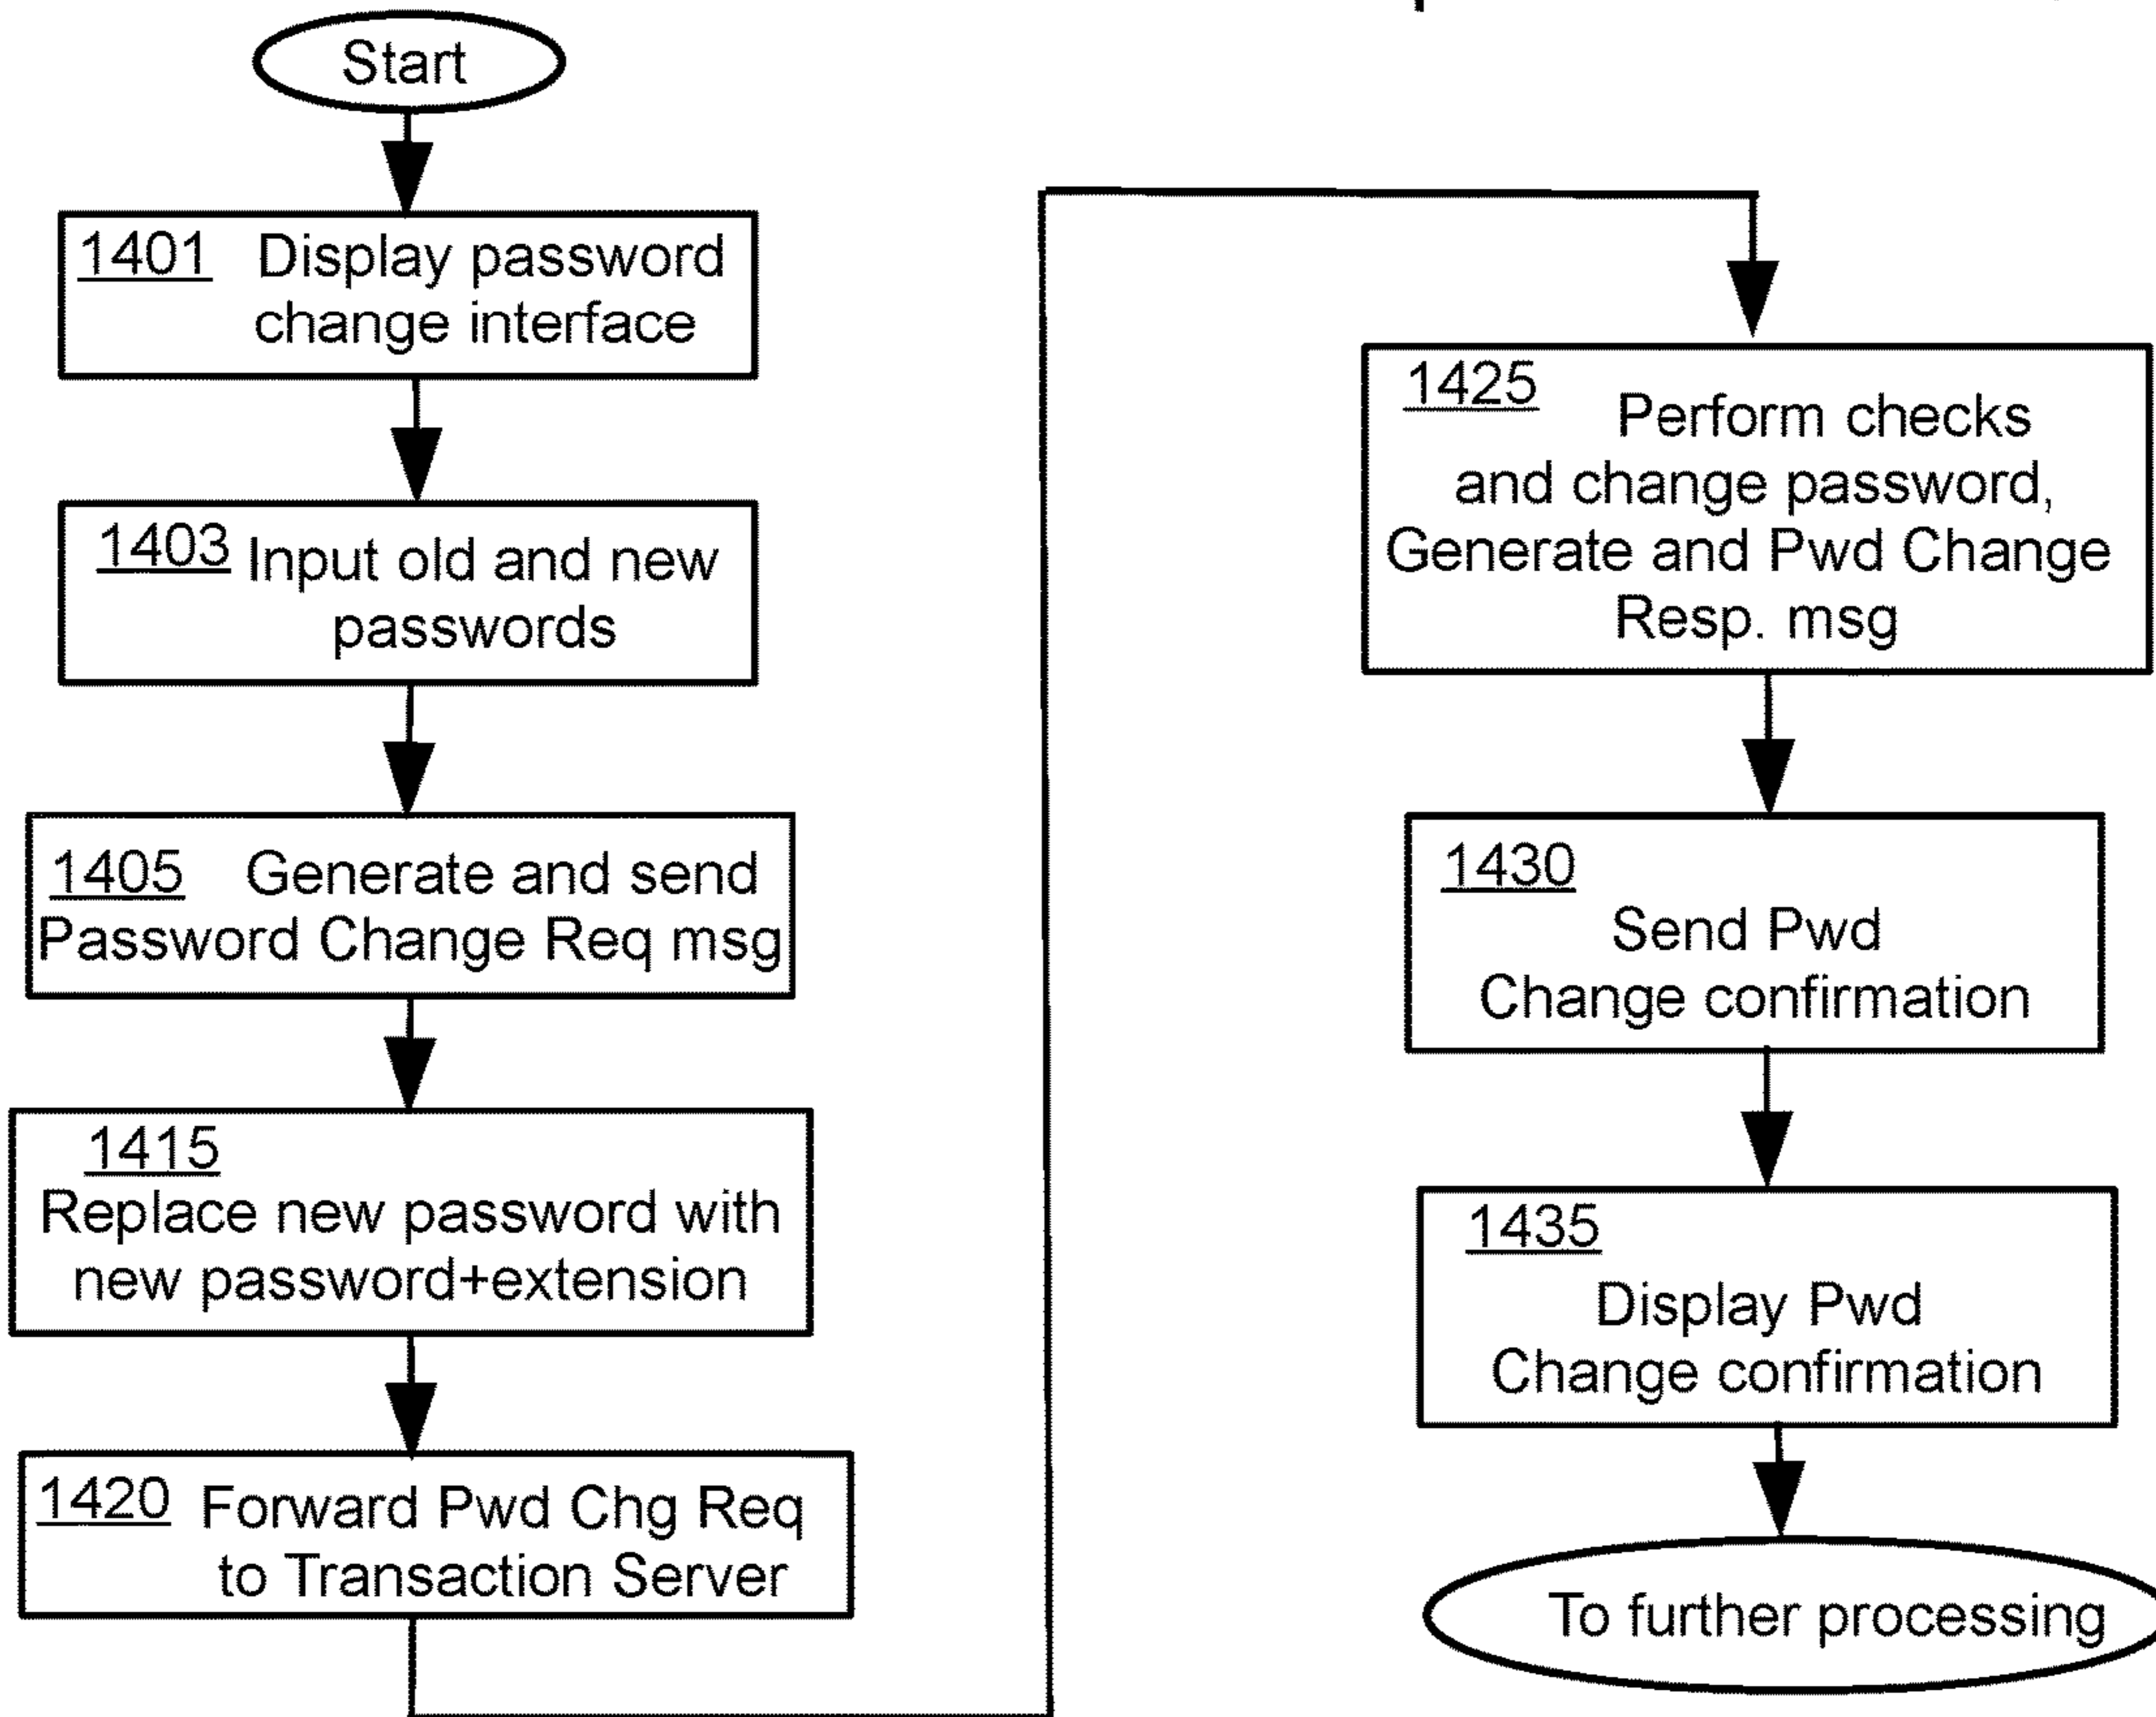 Start
1401 Display password
change interface
1403 Input old and new
passwords
1405 Generate and send
Password Change Req msg
1415
Replace new password with
new password+extension
1420 Forward Pwd Chg Req
to Transaction Server
1425 Perform checks
and change password,
Generate and Pwd Change
Resp. msg
1430
Send Pwd
Change confirmation
1435
Display Pwd
Change confirmation
To further processing